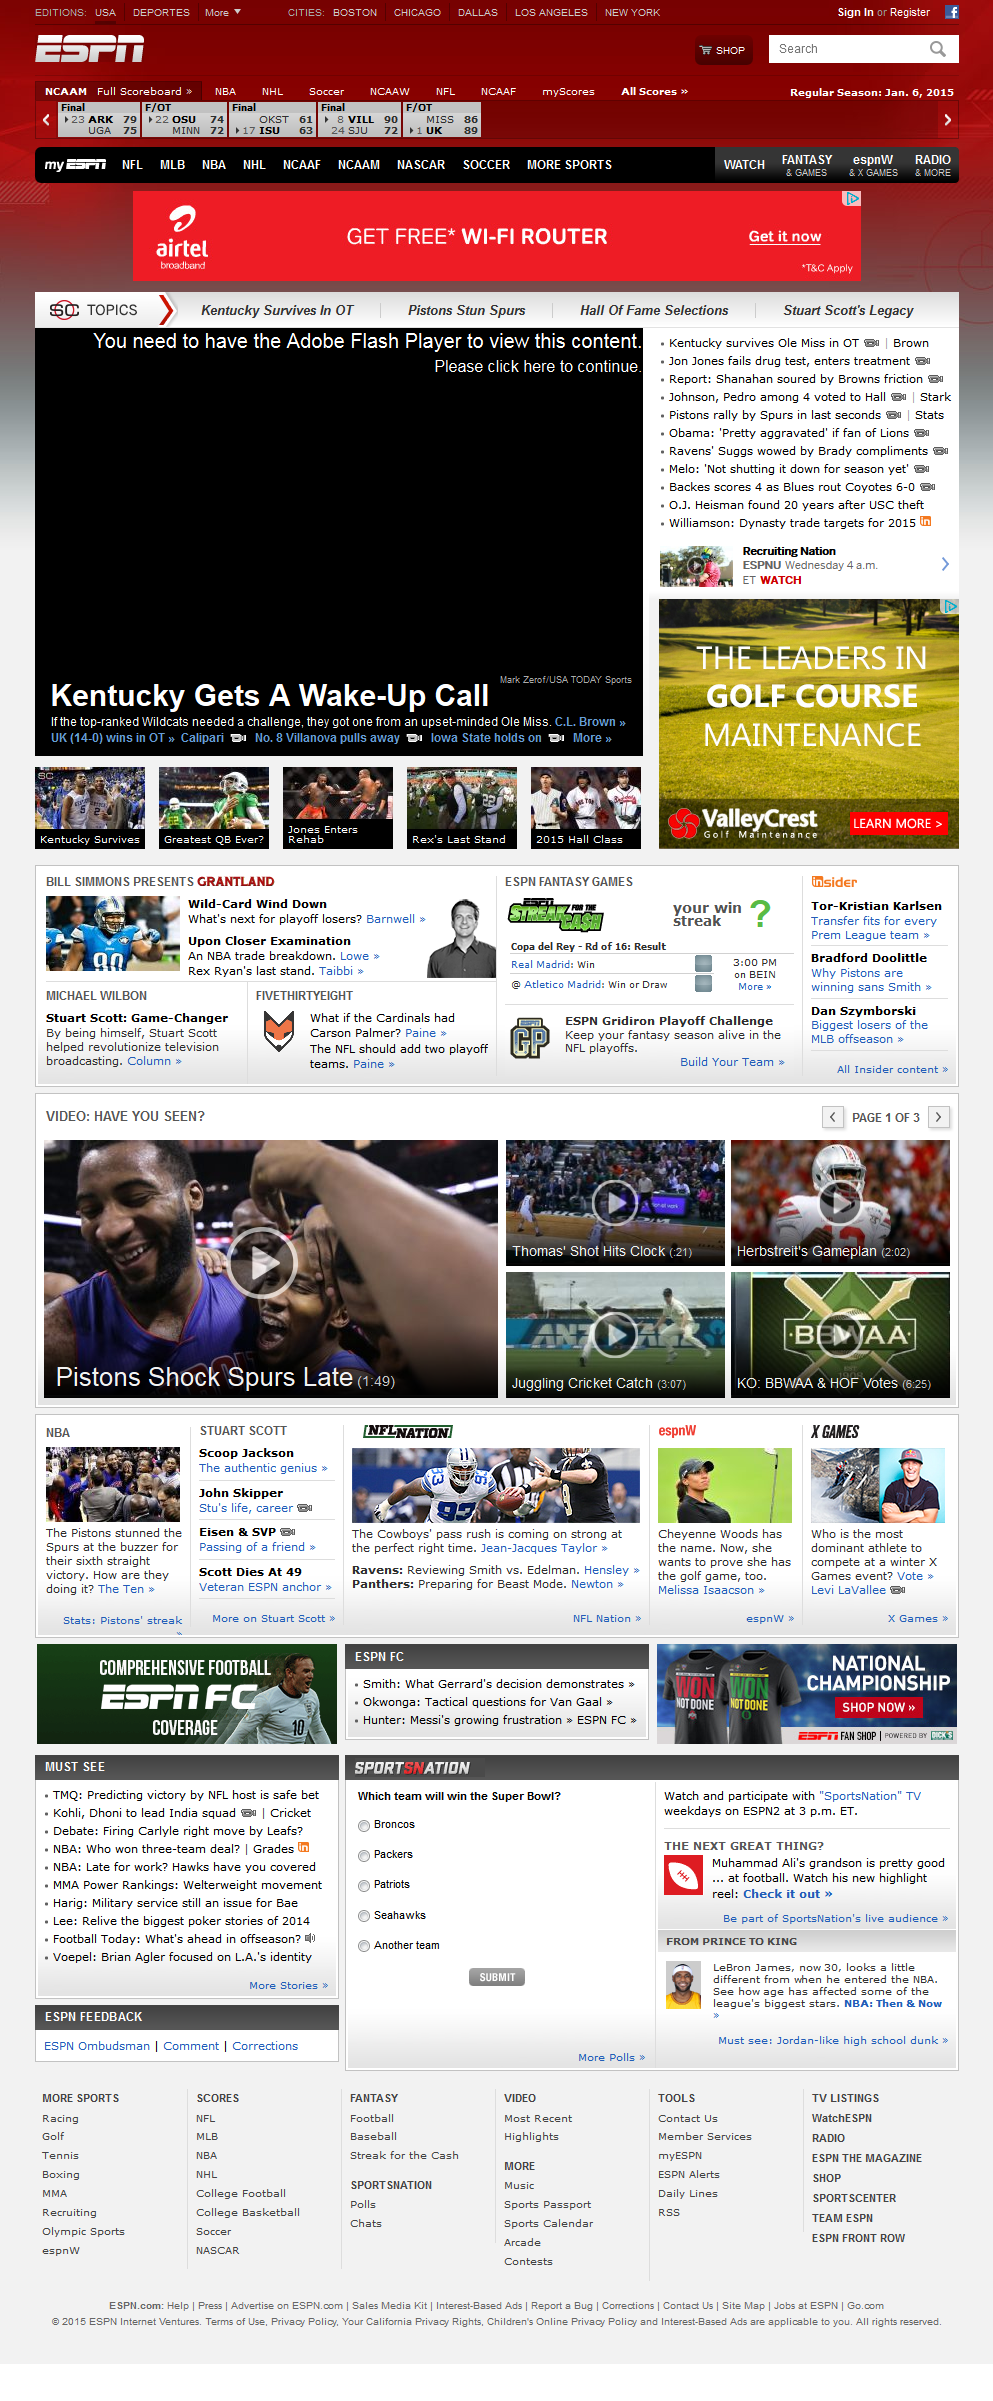 EDITIONS: USA DEPORTES More CITIES: BOSTON CHICAGO DALLAS LOS ANGELES NEW YORK Sign In or Register
ESPN SHOP Search
NCAAM Full Scoreboard » NBA NHL Soccer NCAAW NFL NCAAF myScores All Scores » Regular Season: Jan. 6, 2015
Final F/OT Final Final F/OT
23 ARK 79 22 OSU 74 OKST 61 8 VILL 90 MISS 86
UGA 75 MINN 72 17 ISU 63 24 SJU 72 1 UK 89
my ESPN NFL MLB NBA NHL NCAAF NCAAM NASCAR SOCCER MORE SPORTS WATCH FANTASY & GAMES espnW & X GAMES RADIO & MORE
airtel broadband
GET FREE* WI-FI ROUTER
Get it now
*T&C Apply
SC TOPICS Kentucky Survives In OT Pistons Stun Spurs Hall Of Fame Selections Stuart Scott's Legacy
You need to have the Adobe Flash Player to view this content.
Please click here to continue.
Mark Zerof/USA TODAY Sports
Kentucky Gets A Wake-Up Call
If the top-ranked Wildcats needed a challenge, they got one from an upset-minded Ole Miss. C.L. Brown »
UK (14-0) wins in OT » Calipari No. 8 Villanova pulls away Iowa State holds on More »
Kentucky survives Ole Miss in OT | Brown
Jon Jones fails drug test, enters treatment
Report: Shanahan soured by Browns friction
Johnson, Pedro among 4 voted to Hall | Stark
Pistons rally by Spurs in last seconds | Stats
Obama: 'Pretty aggravated' if fan of Lions
Ravens' Suggs wowed by Brady compliments
Melo: 'Not shutting it down for season yet'
Backes scores 4 as Blues rout Coyotes 6-0
O.J. Heisman found 20 years after USC theft
Williamson: Dynasty trade targets for 2015 in
Recruiting Nation
ESPNU Wednesday 4 a.m.
ET WATCH
THE LEADERS IN
GOLF COURSE
MAINTENANCE
ValleyCrest
Golf Maintenance
LEARN MORE >
SC
Kentucky Survives
Greatest QB Ever?
Jones Enters
Rehab
Rex's Last Stand
2015 Hall Class
BILL SIMMONS PRESENTS GRANTLAND
Wild-Card Wind Down
What's next for playoff losers? Barnwell »
Upon Closer Examination
An NBA trade breakdown. Lowe »
Rex Ryan's last stand. Taibbi »
MICHAEL WILBON
Stuart Scott: Game-Changer
By being himself, Stuart Scott
helped revolutionize television
broadcasting. Column »
FIVETHIRTYEIGHT
What if the Cardinals had
Carson Palmer? Paine »
The NFL should add two playoff
teams. Paine »
ESPN FANTASY GAMES
ESPN
STREAK FOR THE CASH
your win
streak ?
Copa del Rey - Rd of 16: Result
Real Madrid: Win
@ Atletico Madrid: Win or Draw
3:00 PM
on BEIN
More »
GP
ESPN Gridiron Playoff Challenge
Keep your fantasy season alive in the
NFL playoffs.
Build Your Team »
insider
Tor-Kristian Karlsen
Transfer fits for every
Prem League team »
Bradford Doolittle
Why Pistons are
winning sans Smith »
Dan Szymborski
Biggest losers of the
MLB offseason »
All Insider content »
VIDEO: HAVE YOU SEEN? PAGE 1 OF 3
Pistons Shock Spurs Late (1:49)
Thomas' Shot Hits Clock (:21)
Herbstreit's Gameplan (2:02)
ANZ
Juggling Cricket Catch (3:07)
BBWAA
KO: BBWAA & HOF Votes (6:25)
NBA
The Pistons stunned the
Spurs at the buzzer for
their sixth straight
victory. How are they
doing it? The Ten »
Stats: Pistons' streak
»
STUART SCOTT
Scoop Jackson
The authentic genius »
John Skipper
Stu's life, career
Eisen & SVP
Passing of a friend »
Scott Dies At 49
Veteran ESPN anchor »
More on Stuart Scott »
NFL NATION
93
9
The Cowboys' pass rush is coming on strong at
the perfect right time. Jean-Jacques Taylor »
Ravens: Reviewing Smith vs. Edelman. Hensley »
Panthers: Preparing for Beast Mode. Newton »
NFL Nation »
espnW
Cheyenne Woods has
the name. Now, she
wants to prove she has
the golf game, too.
Melissa Isaacson »
espnW »
X GAMES
Who is the most
dominant athlete to
compete at a winter X
Games event? Vote »
Levi LaVallee
X Games »
COMPREHENSIVE FOOTBALL
ESPN FC
COVERAGE
10
ESPN FC
Smith: What Gerrard's decision demonstrates »
Okwonga: Tactical questions for Van Gaal »
Hunter: Messi's growing frustration » ESPN FC »
WON NOT DONE
WON NOT DONE
NATIONAL
CHAMPIONSHIP
SHOP NOW »
ESPN FAN SHOP | POWERED BY DICK'S
MUST SEE
TMQ: Predicting victory by NFL host is safe bet
Kohli, Dhoni to lead India squad | Cricket
Debate: Firing Carlyle right move by Leafs?
NBA: Who won three-team deal? | Grades in
NBA: Late for work? Hawks have you covered
MMA Power Rankings: Welterweight movement
Harig: Military service still an issue for Bae
Lee: Relive the biggest poker stories of 2014
Football Today: What's ahead in offseason?
Voepel: Brian Agler focused on L.A.'s identity
More Stories »
ESPN FEEDBACK
ESPN Ombudsman | Comment | Corrections
SPORTSNATION
Which team will win the Super Bowl?
Broncos
Packers
Patriots
Seahawks
Another team
SUBMIT
More Polls »
Watch and participate with "SportsNation" TV
weekdays on ESPN2 at 3 p.m. ET.
THE NEXT GREAT THING?
Muhammad Ali's grandson is pretty good
... at football. Watch his new highlight
reel: Check it out »
Be part of SportsNation's live audience »
FROM PRINCE TO KING
LeBron James, now 30, looks a little
different from when he entered the NBA.
See how age has affected some of the
league's biggest stars. NBA: Then & Now
»
Must see: Jordan-like high school dunk »
MORE SPORTS
Racing
Golf
Tennis
Boxing
MMA
Recruiting
Olympic Sports
espnW
SCORES
NFL
MLB
NBA
NHL
College Football
College Basketball
Soccer
NASCAR
FANTASY
Football
Baseball
Streak for the Cash
SPORTSNATION
Polls
Chats
VIDEO
Most Recent
Highlights
MORE
Music
Sports Passport
Sports Calendar
Arcade
Contests
TOOLS
Contact Us
Member Services
myESPN
ESPN Alerts
Daily Lines
RSS
TV LISTINGS
WatchESPN
RADIO
ESPN THE MAGAZINE
SHOP
SPORTSCENTER
TEAM ESPN
ESPN FRONT ROW
ESPN.com: Help | Press | Advertise on ESPN.com | Sales Media Kit | Interest-Based Ads | Report a Bug | Corrections | Contact Us | Site Map | Jobs at ESPN | Go.com
© 2015 ESPN Internet Ventures. Terms of Use, Privacy Policy, Your California Privacy Rights, Children's Online Privacy Policy and Interest-Based Ads are applicable to you. All rights reserved.